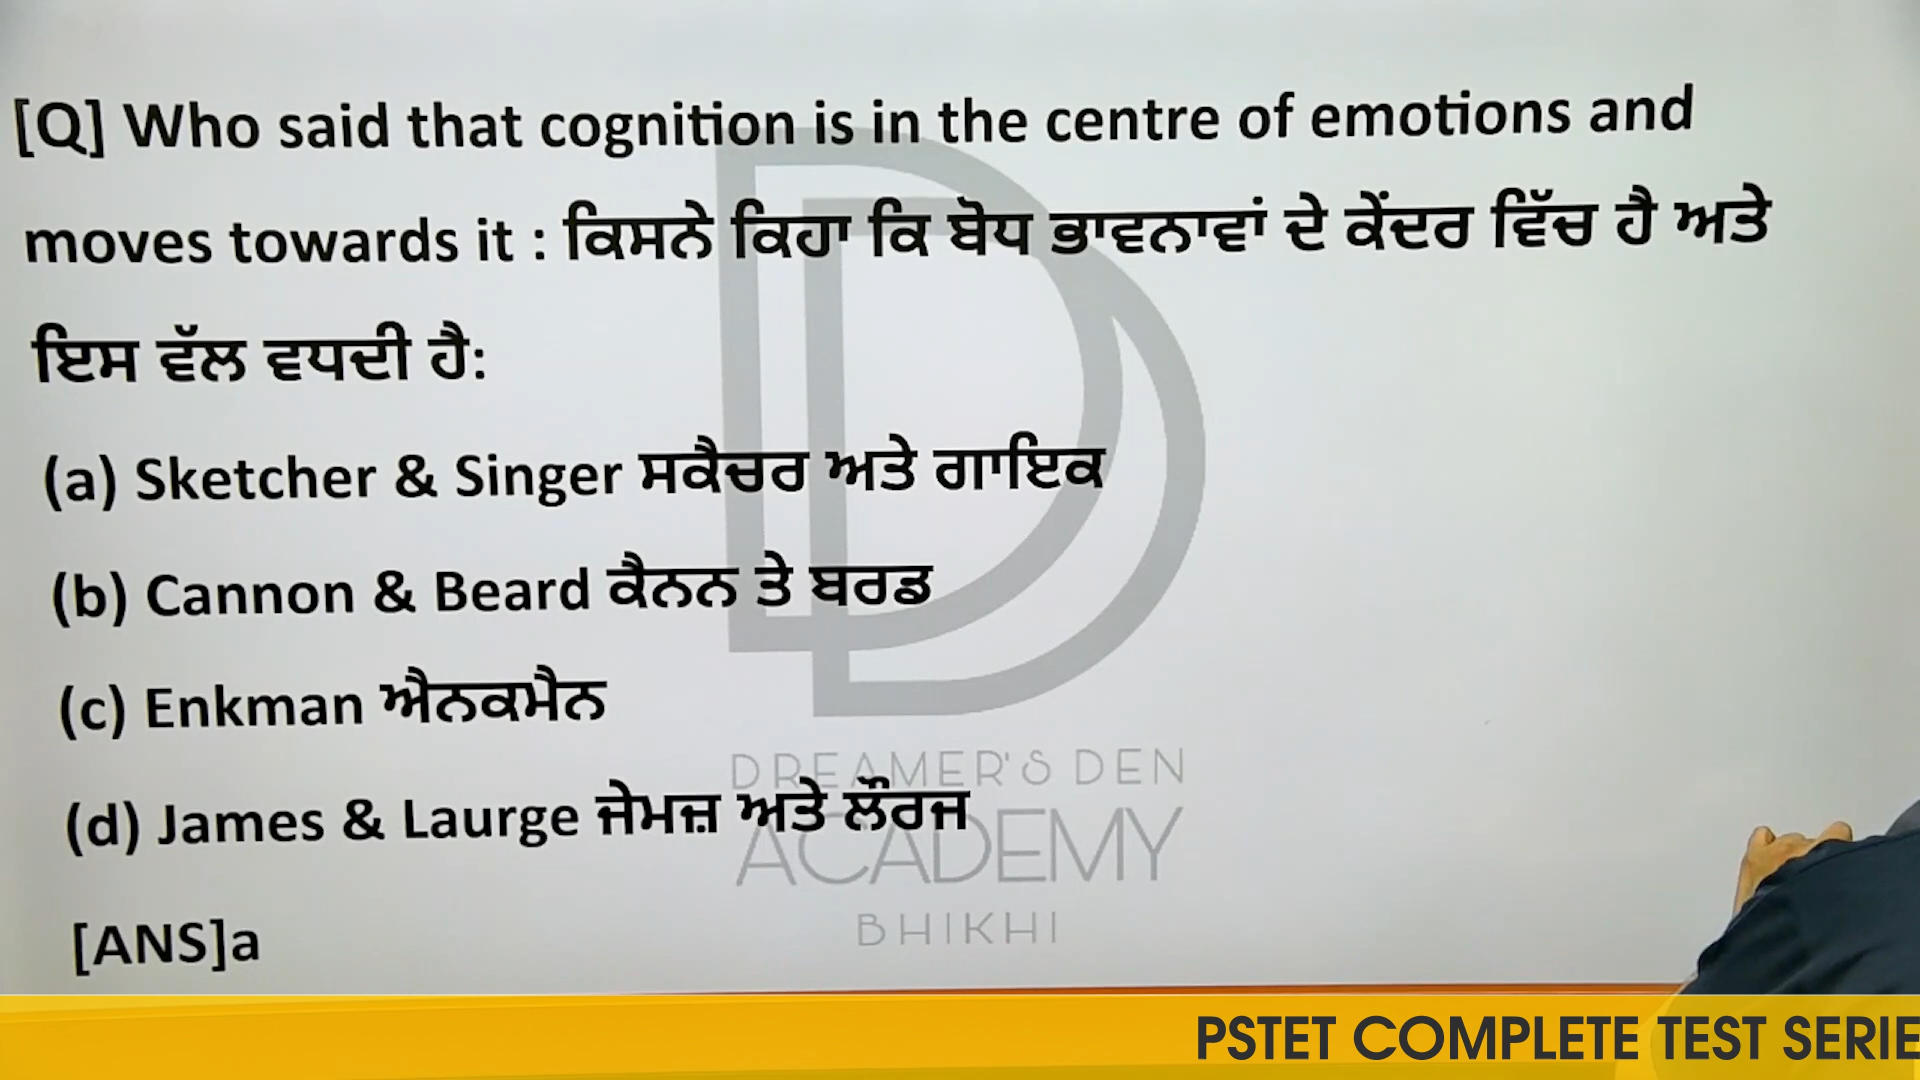 [Q] Who said that cognition is in the centre of emotions and
moves towards it : ਕਿਸਨੇ ਕਿਹਾ ਕਿ ਬੋਧ ਭਾਵਨਾਵਾਂ ਦੇ ਕੇਂਦਰ ਵਿੱਚ ਹੈ ਅਤੇ
ਇਸ ਵੱਲ ਵਧਦੀ ਹੈ:
(a) Sketcher & Singer ਸਕੈਚਰ ਅਤੇ ਗਾਇਕ
(b) Cannon & Beard ਕੈਨਨ ਤੇ ਬਰਡ
(c) Enkman ਐਨਕਮੈਨ
(d) James & Laurge ਜੇਮਜ਼ ਅਤੇ ਲੌਰਜ
[ANS]a
DREAMER'S DEN
ACADEMY
BHIKHI
PSTET COMPLETE TEST SERIE